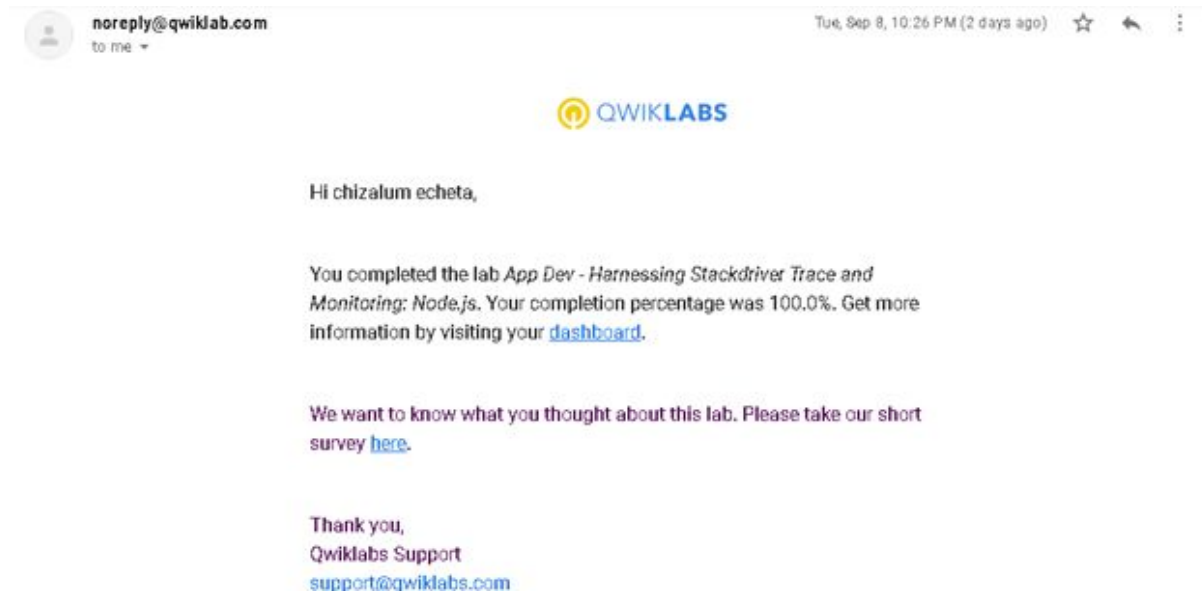 noreply@qwiklab.com
Tue, Sep 8, 10:26 PM (2 days ago)
to me
QWIKLABS
Hi chizalum echeta,
You completed the lab App Dev - Harnessing Stackdriver Trace and
Monitoring: Node.js. Your completion percentage was 100.0%. Get more
information by visiting your dashboard.
We want to know what you thought about this lab. Please take our short
survey here.
Thank you,
Qwiklabs Support
support@qwiklabs.com